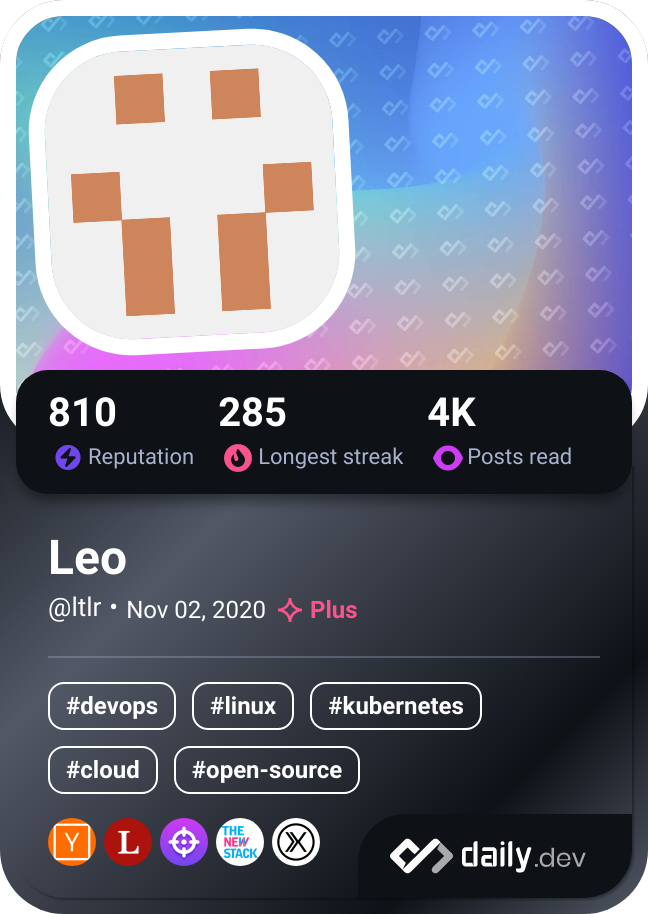 810 285 4K
Reputation Longest streak Posts read
Leo
@ltlr • Nov 02, 2020 Plus
#devops #linux #kubernetes
#cloud #open-source
Y L THE NEW STACK
daily.dev